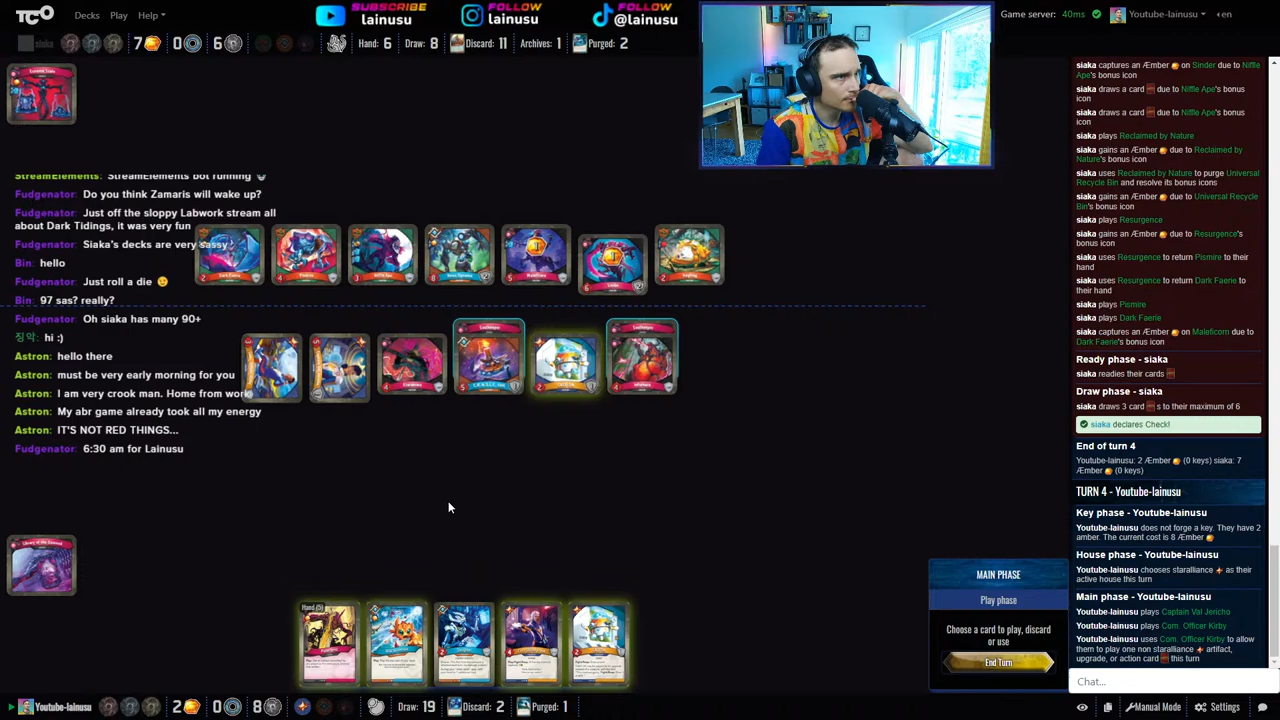 TCO
Decks
Play
Help
SUBSCRIBE
lainusu
FOLLOW
lainusu
FOLLOW
@lainusu
Game server: 40ms
Youtube-lainusu
en
siaka
7
0
6
Hand: 6
Draw: 8
Discard: 11
Archives: 1
Purged: 2
StreamElements: StreamElements bot running
Fudgenator: Do you think Zamaris will wake up?
Fudgenator: Just off the sloppy Labwork stream all
about Dark Tidings, it was very fun
Fudgenator: Siaka's decks are very sassy
Bin: hello
Fudgenator: Just roll a die
Bin: 97 sas? really?
Fudgenator: Oh siaka has many 90+
징악: hi :)
Astron: hello there
Astron: must be very early morning for you
Astron: I am very crook man. Home from work
Astron: My abr game already took all my energy
Astron: IT'S NOT RED THINGS...
Fudgenator: 6:30 am for Lainusu
Dark Faerie
Pismire
Niffle Ape
Maleficorn
Sinder
Library of the Damned
Hand (5)
MAIN PHASE
Play phase
Choose a card to play, discard
or use
End Turn
siaka captures an Æmber on Sinder due to Niffle
Ape's bonus icon
siaka draws a card due to Niffle Ape's bonus
icon
siaka draws a card due to Niffle Ape's bonus
icon
siaka plays Reclaimed by Nature
siaka gains an Æmber due to Reclaimed by
Nature's bonus icon
siaka uses Reclaimed by Nature to purge Universal
Recycle Bin and resolve its bonus icons
siaka gains an Æmber due to Universal Recycle
Bin's bonus icon
siaka plays Resurgence
siaka gains an Æmber due to Resurgence's
bonus icon
siaka uses Resurgence to return Pismire to their
hand
siaka uses Resurgence to return Dark Faerie to
their hand
siaka plays Pismire
siaka plays Dark Faerie
siaka captures an Æmber on Maleficorn due to
Dark Faerie's bonus icon
Ready phase - siaka
siaka readies their cards
Draw phase - siaka
siaka draws 3 card s to their maximum of 6
siaka declares Check!
End of turn 4
Youtube-lainusu: 2 Æmber (0 keys) siaka: 7
Æmber (0 keys)
TURN 4 - Youtube-lainusu
Key phase - Youtube-lainusu
Youtube-lainusu does not forge a key. They have 2
amber. The current cost is 8 Æmber
House phase - Youtube-lainusu
Youtube-lainusu chooses staralliance as their
active house this turn
Main phase - Youtube-lainusu
Youtube-lainusu plays Captain Val Jericho
Youtube-lainusu plays Com. Officer Kirby
Youtube-lainusu uses Com. Officer Kirby to allow
them to play one non staralliance artifact,
upgrade, or action card this turn
Chat...
Youtube-lainusu
2
0
8
Draw: 19
Discard: 2
Purged: 1
Manual Mode
Settings